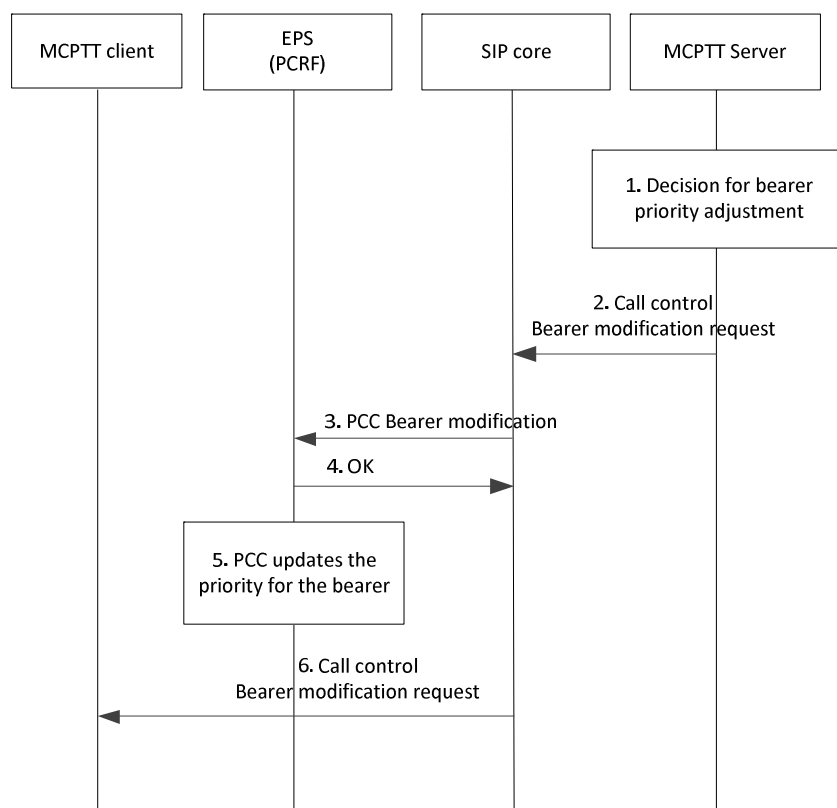 MCPTT client
EPS
(PCRF)
SIP core
MCPTT Server
1. Decision for bearer
priority adjustment
2. Call control
Bearer modification request
3. PCC Bearer modification
4. OK
5. PCC updates the
priority for the bearer
6. Call control
Bearer modification request